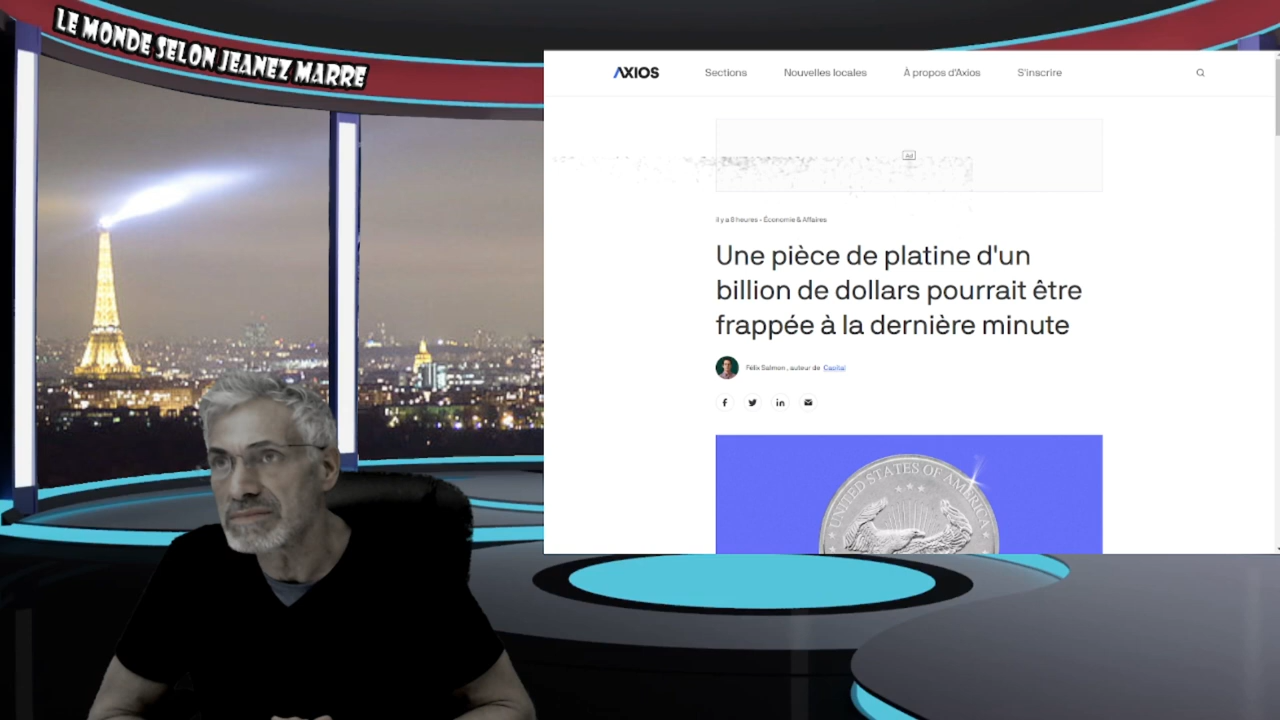 LE MONDE SELON JEANEZ MARRE
AXIOS
Sections
Nouvelles locales
À propos d'Axios
S'inscrire
Ad
Il y a 8 heures - Économie & Affaires
Une pièce de platine d'un
billion de dollars pourrait être
frappée à la dernière minute
Félix Salmon , auteur de Capital
UNITED STATES OF AMERICA